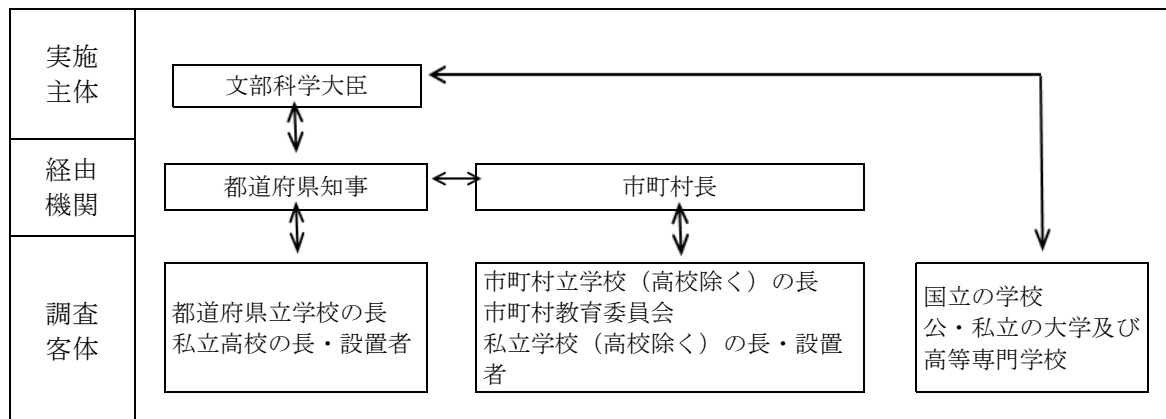 実施
主体
文部科学大臣
経由
機関
都道府県知事
市町村長
調査
客体
都道府県立学校の長
私立高校の長・設置者
市町村立学校（高校除く）の長
市町村教育委員会
私立学校（高校除く）の長・設置
者
国立の学校
公・私立の大学及び
高等専門学校